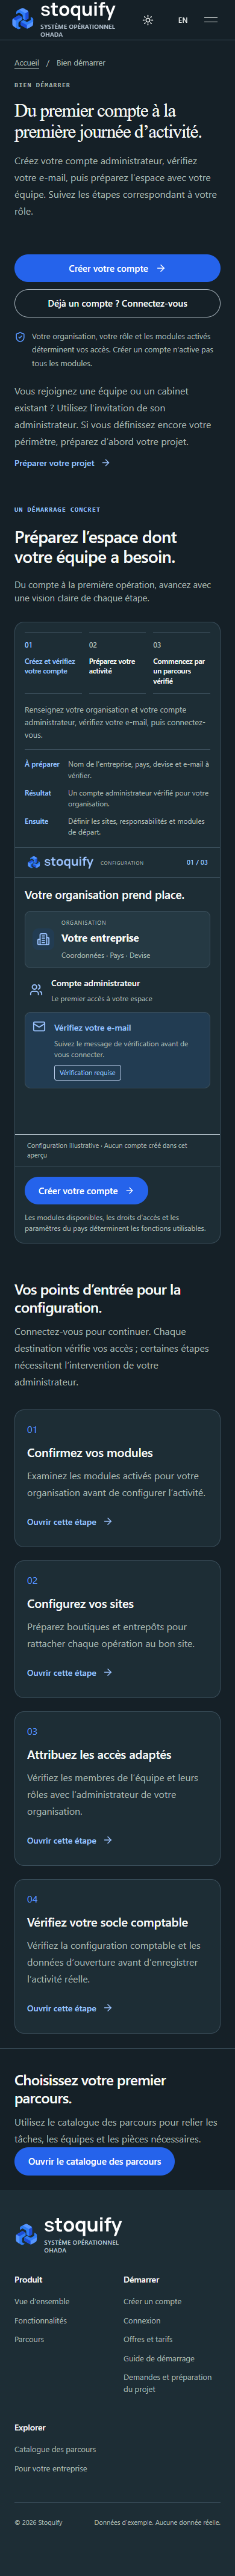 stoquify
SYSTÈME OPÉRATIONNEL
OHADA
EN
Accueil / Bien démarrer
BIEN DÉMARRER
Du premier compte à la
première journée d’activité.
Créez votre compte administrateur, vérifiez
votre e-mail, puis préparez l’espace avec votre
équipe. Suivez les étapes correspondant à votre
rôle.
Créer votre compte
Déjà un compte ? Connectez-vous
Votre organisation, votre rôle et les modules activés
déterminent vos accès. Créer un compte n’active pas
tous les modules.
Vous rejoignez une équipe ou un cabinet
existant ? Utilisez l’invitation de son
administrateur. Si vous définissez encore votre
périmètre, préparez d’abord votre projet.
Préparer votre projet
UN DÉMARRAGE CONCRET
Préparez l’espace dont
votre équipe a besoin.
Du compte à la première opération, avancez avec
une vision claire de chaque étape.
01
Créez et vérifiez
votre compte
02
Préparez votre
activité
03
Commencez par
un parcours
vérifié
Renseignez votre organisation et votre compte
administrateur, vérifiez votre e-mail, puis connectez-
vous.
À préparer Nom de l’entreprise, pays, devise et e-mail à
vérifier.
Résultat Un compte administrateur vérifié pour votre
organisation.
Ensuite Définir les sites, responsabilités et modules
de départ.
stoquify CONFIGURATION 01 / 03
Votre organisation prend place.
ORGANISATION
Votre entreprise
Coordonnées · Pays · Devise
Compte administrateur
Le premier accès à votre espace
Vérifiez votre e-mail
Suivez le message de vérification avant de
vous connecter.
Vérification requise
Configuration illustrative · Aucun compte créé dans cet
aperçu
Créer votre compte
Les modules disponibles, les droits d’accès et les
paramètres du pays déterminent les fonctions utilisables.
Vos points d’entrée pour la
configuration.
Connectez-vous pour continuer. Chaque
destination vérifie vos accès ; certaines étapes
nécessitent l’intervention de votre
administrateur.
01
Confirmez vos modules
Examinez les modules activés pour votre
organisation avant de configurer l’activité.
Ouvrir cette étape
02
Configurez vos sites
Préparez boutiques et entrepôts pour
rattacher chaque opération au bon site.
Ouvrir cette étape
03
Attribuez les accès adaptés
Vérifiez les membres de l’équipe et leurs
rôles avec l’administrateur de votre
organisation.
Ouvrir cette étape
04
Vérifiez votre socle comptable
Vérifiez la configuration comptable et les
données d’ouverture avant d’enregistrer
l’activité réelle.
Ouvrir cette étape
Choisissez votre premier
parcours.
Utilisez le catalogue des parcours pour relier les
tâches, les équipes et les pièces nécessaires.
Ouvrir le catalogue des parcours
stoquify
SYSTÈME OPÉRATIONNEL
OHADA
Produit
Vue d’ensemble
Fonctionnalités
Parcours
Démarrer
Créer un compte
Connexion
Offres et tarifs
Guide de démarrage
Demandes et préparation
du projet
Explorer
Catalogue des parcours
Pour votre entreprise
© 2026 Stoquify
Données d’exemple. Aucune donnée réelle.